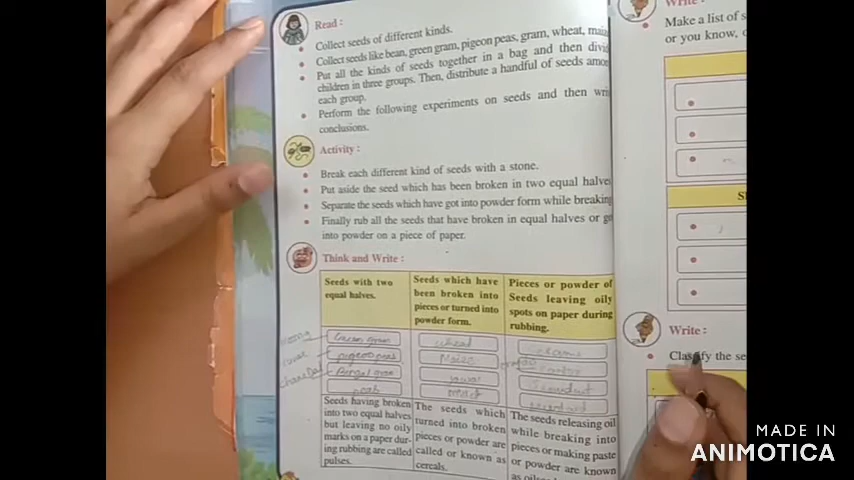 Read :
Collect seeds of different kinds.
Collect seeds like bean, green gram, pigeon peas, gram, wheat,
Put all the kinds of seeds together in a bag and then
children in three groups. Then, distribute a handful of seeds
each group.
Perform the following experiments on seeds and then
conclusions.
Activity :
Break each different kind of seeds with a stone.
Put aside the seed which has been broken in two equal
Separate the seeds which have got into powder form while breaking
Finally rub all the seeds that have broken in equal halves or
into powder on a piece of paper.
Think and Write :
Seeds with two
equal halves.
Seeds which have
been broken into
pieces or turned into
powder form.
Pieces or powder of
Seeds leaving oily
spots on paper during
rubbing.
Green gram
pigeon peas
Bengal gram
peas
wheat
Maize
Jawar
millet
Seeds having broken
into two equal halves
but leaving no oily
marks on a paper dur-
ing rubbing are called
pulses.
The seeds which
turned into broken
pieces or powder are
called or known as
cereals.
The seeds releasing oil
while breaking into
pieces or making paste
or powder are known
Write :
Make a list of
or you know,
Write :
Classify the
MADE IN
ANIMOTICA